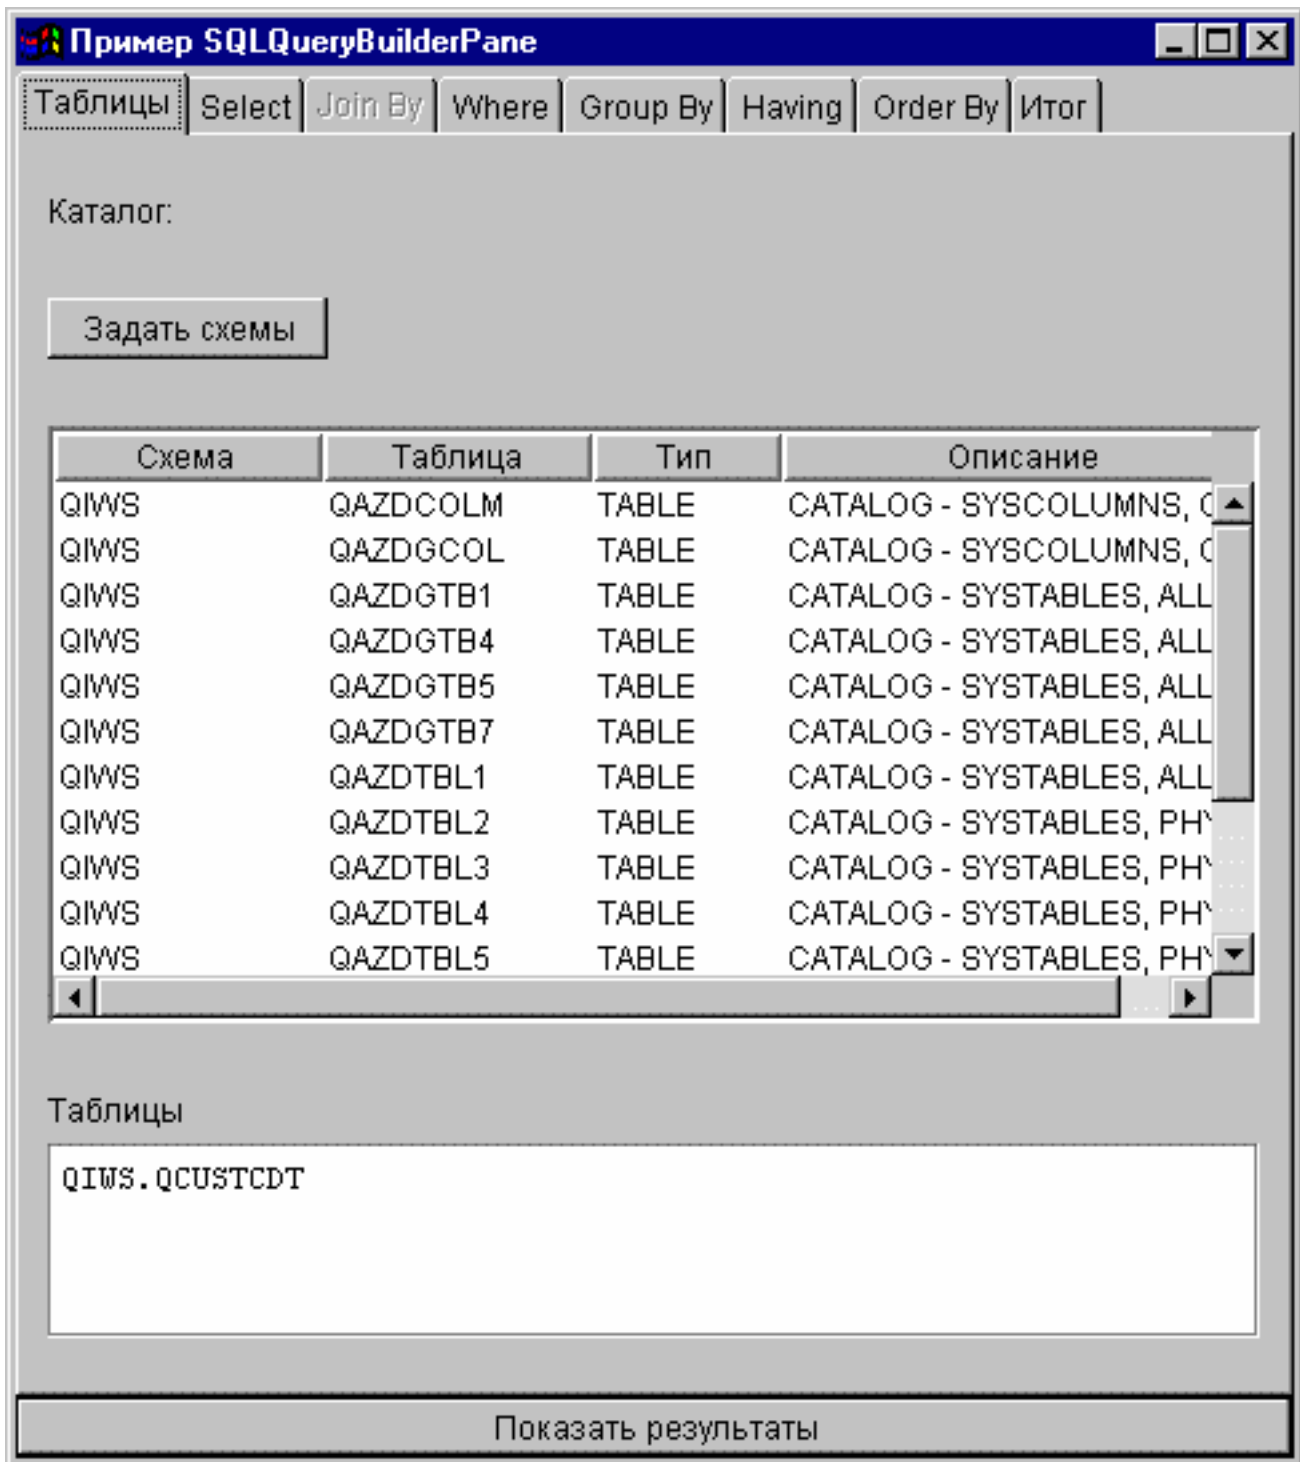 Пример SQLQueryBuilderPane
Таблицы Select Join By Where Group By Having Order By Итог
Каталог:
Задать схемы
Схема Таблица Тип Описание
QIWS QAZDCOLM TABLE CATALOG - SYSCOLUMNS,
QIWS QAZDGCOL TABLE CATALOG - SYSCOLUMNS,
QIWS QAZDGTB1 TABLE CATALOG - SYSTABLES, ALL
QIWS QAZDGTB4 TABLE CATALOG - SYSTABLES, ALL
QIWS QAZDGTB5 TABLE CATALOG - SYSTABLES, ALL
QIWS QAZDGTB7 TABLE CATALOG - SYSTABLES, ALL
QIWS QAZDTBL1 TABLE CATALOG - SYSTABLES, ALL
QIWS QAZDTBL2 TABLE CATALOG - SYSTABLES, PHY
QIWS QAZDTBL3 TABLE CATALOG - SYSTABLES, PHY
QIWS QAZDTBL4 TABLE CATALOG - SYSTABLES, PHY
QIWS QAZDTBL5 TABLE CATALOG - SYSTABLES, PHY
Таблицы
QIWS.QCUSTCDT
Показать результаты